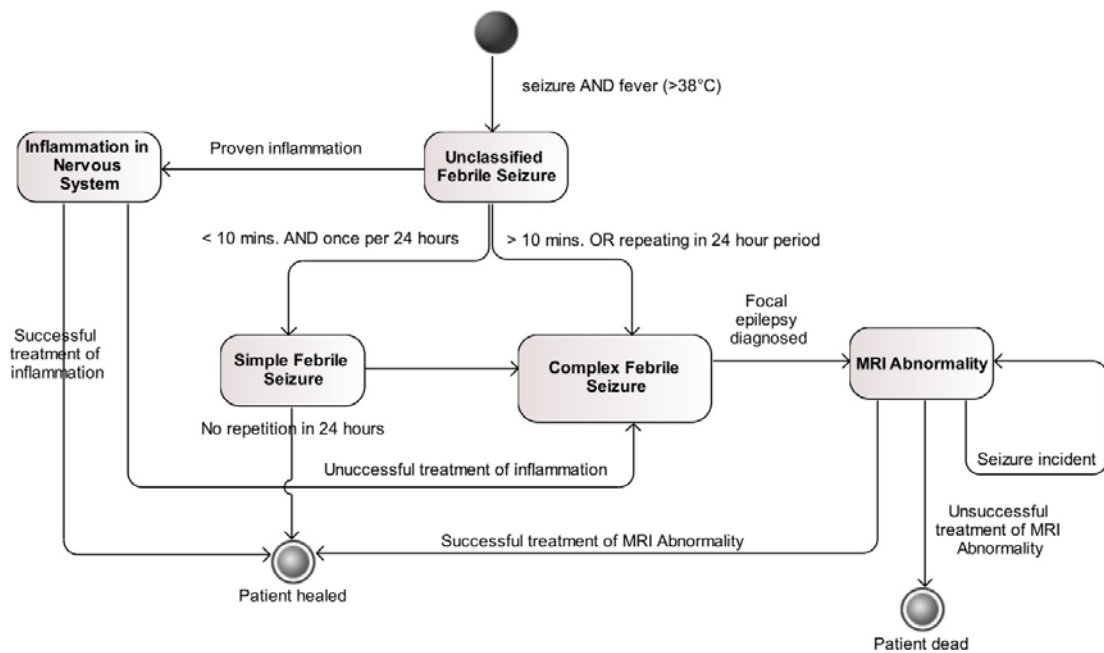 seizure AND fever (>38°C)
Inflammation in
Nervous
System
Proven inflammation
Unclassified
Febrile Seizure
< 10 mins. AND once per 24 hours
> 10 mins. OR repeating in 24 hour period
Successful
treatment of
inflammation
Simple Febrile
Seizure
Complex Febrile
Seizure
Focal
epilepsy
diagnosed
MRI Abnormality
No repetition in 24 hours
Unuccessful treatment of inflammation
Seizure incident
Successful treatment of MRI Abnormality
Unsuccessful
treatment of MRI
Abnormality
Patient healed
Patient dead